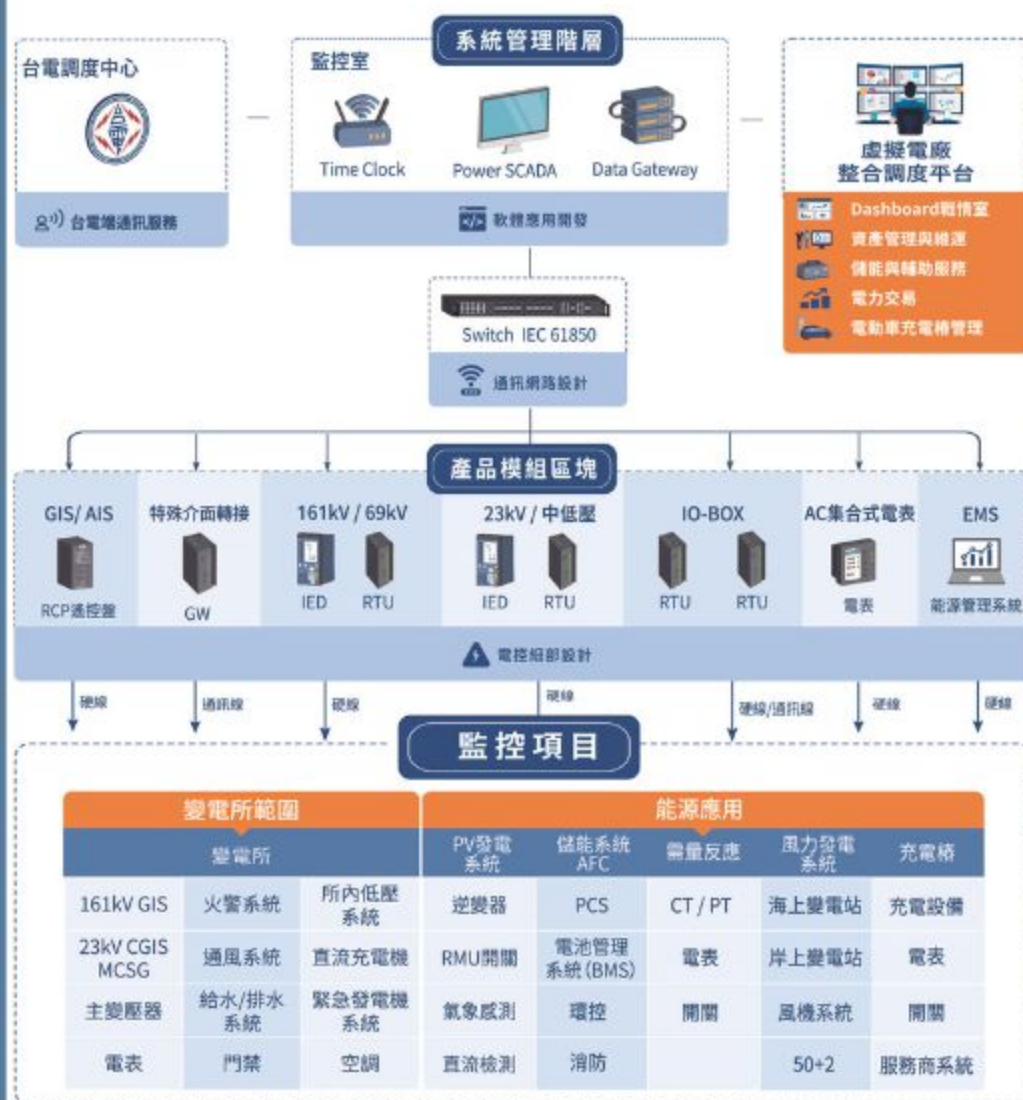 系統管理階層
台電調度中心
台電端通訊服務
監控室
Time Clock
Power SCADA
Data Gateway
軟體應用開發
虛擬電廠
整合調度平台
Dashboard戰情室
資產管理與維運
儲能與輔助服務
電力交易
電動車充電樁管理
Switch IEC 61850
通訊網路設計
產品模組區塊
GIS/ AIS
RCP遙控盤
特殊介面轉接
GW
161kV / 69kV
IED
RTU
23kV / 中低壓
IED
RTU
IO-BOX
RTU
RTU
AC集合式電表
電表
EMS
能源管理系統
電控細部設計
硬線
通訊線
硬線
硬線
硬線/通訊線
硬線
硬線
監控項目
變電所範圍
能源應用
變電所
PV發電
系統
儲能系統
AFC
需量反應
風力發電
系統
充電樁
161kV GIS
火警系統
所內低壓
系統
逆變器
PCS
CT / PT
海上變電站
充電設備
23kV CGIS
MCSG
通風系統
直流充電機
RMU開關
電池管理
系統(BMS)
電表
岸上變電站
電表
主變壓器
給水/排水
系統
緊急發電機
系統
氣象感測
環控
開關
風機系統
開關
電表
門禁
空調
直流檢測
消防
50+2
服務商系統